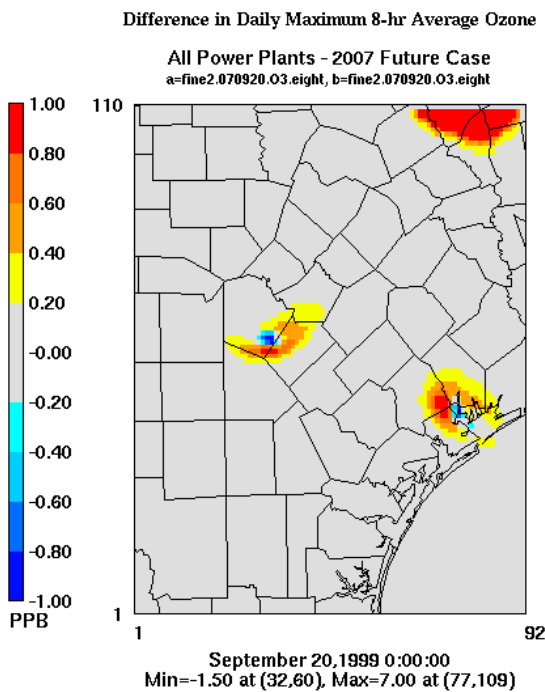 Difference in Daily Maximum 8-hr Average Ozone
All Power Plants - 2007 Future Case
a=fine2.070920.O3.eight, b=fine2.070920.O3.eight
1.00
0.80
0.60
0.40
0.20
-0.00
-0.20
-0.40
-0.60
-0.80
-1.00
PPB
110
1
1
92
September 20,1999 0:00:00
Min=-1.50 at (32,60), Max=7.00 at (77,109)